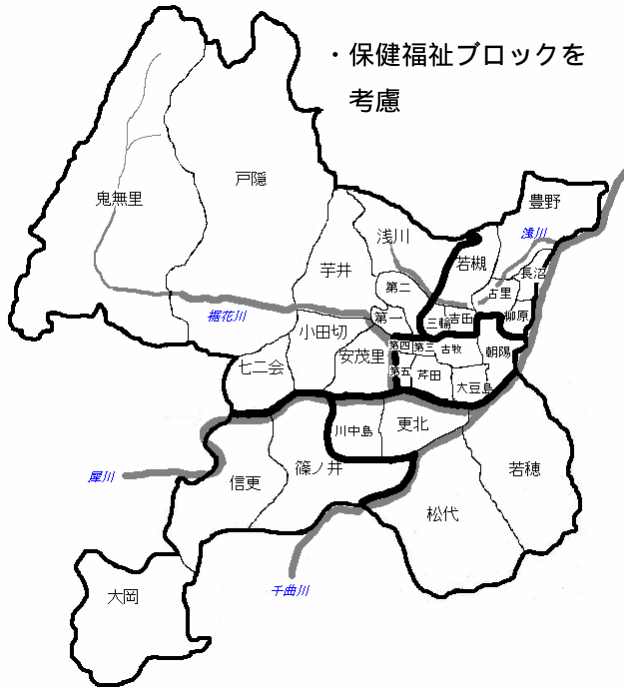 ・保健福祉ブロックを
考慮
鬼無里
戸隠
豊野
浅川
浅川
若槻
芋井
長沼
第二
古里
裾花川
第一
三輪
吉田
柳原
小田切
安茂里
第四
第三
古牧
朝陽
七二会
第五
芹田
大豆島
川中島
更北
犀川
信更
篠ノ井
若穂
松代
千曲川
大岡